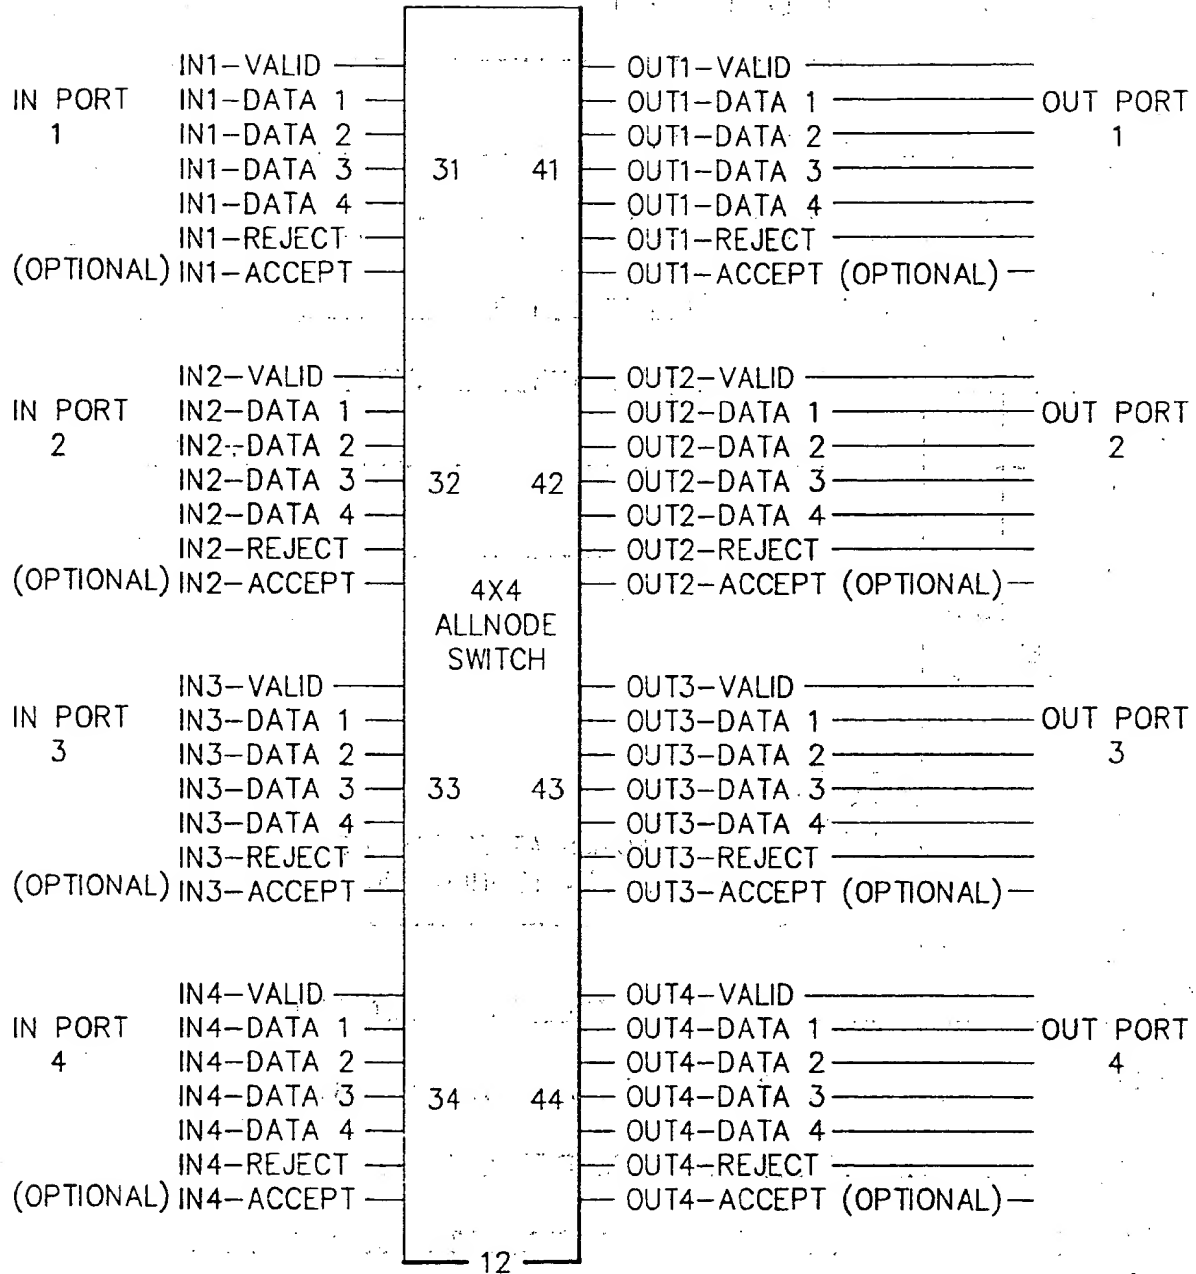 IN1-VALID OUT1-VALID
IN PORT IN1-DATA 1 OUT1-DATA 1 OUT PORT
1 IN1-DATA 2 OUT1-DATA 2 1
IN1-DATA 3 31 41 OUT1-DATA 3
IN1-DATA 4 OUT1-DATA 4
IN1-REJECT OUT1-REJECT
(OPTIONAL) IN1-ACCEPT OUT1-ACCEPT (OPTIONAL)
IN2-VALID OUT2-VALID
IN PORT IN2-DATA 1 OUT2-DATA 1 OUT PORT
2 IN2-DATA 2 OUT2-DATA 2 2
IN2-DATA 3 32 42 OUT2-DATA 3
IN2-DATA 4 OUT2-DATA 4
IN2-REJECT OUT2-REJECT
(OPTIONAL) IN2-ACCEPT OUT2-ACCEPT (OPTIONAL)
4X4
ALLNODE
SWITCH
IN3-VALID OUT3-VALID
IN PORT IN3-DATA 1 OUT3-DATA 1 OUT PORT
3 IN3-DATA 2 OUT3-DATA 2 3
IN3-DATA 3 33 43 OUT3-DATA 3
IN3-DATA 4 OUT3-DATA 4
IN3-REJECT OUT3-REJECT
(OPTIONAL) IN3-ACCEPT OUT3-ACCEPT (OPTIONAL)
IN4-VALID OUT4-VALID
IN PORT IN4-DATA 1 OUT4-DATA 1 OUT PORT
4 IN4-DATA 2 OUT4-DATA 2 4
IN4-DATA 3 34 44 OUT4-DATA 3
IN4-DATA 4 OUT4-DATA 4
IN4-REJECT OUT4-REJECT
(OPTIONAL) IN4-ACCEPT OUT4-ACCEPT (OPTIONAL)
12